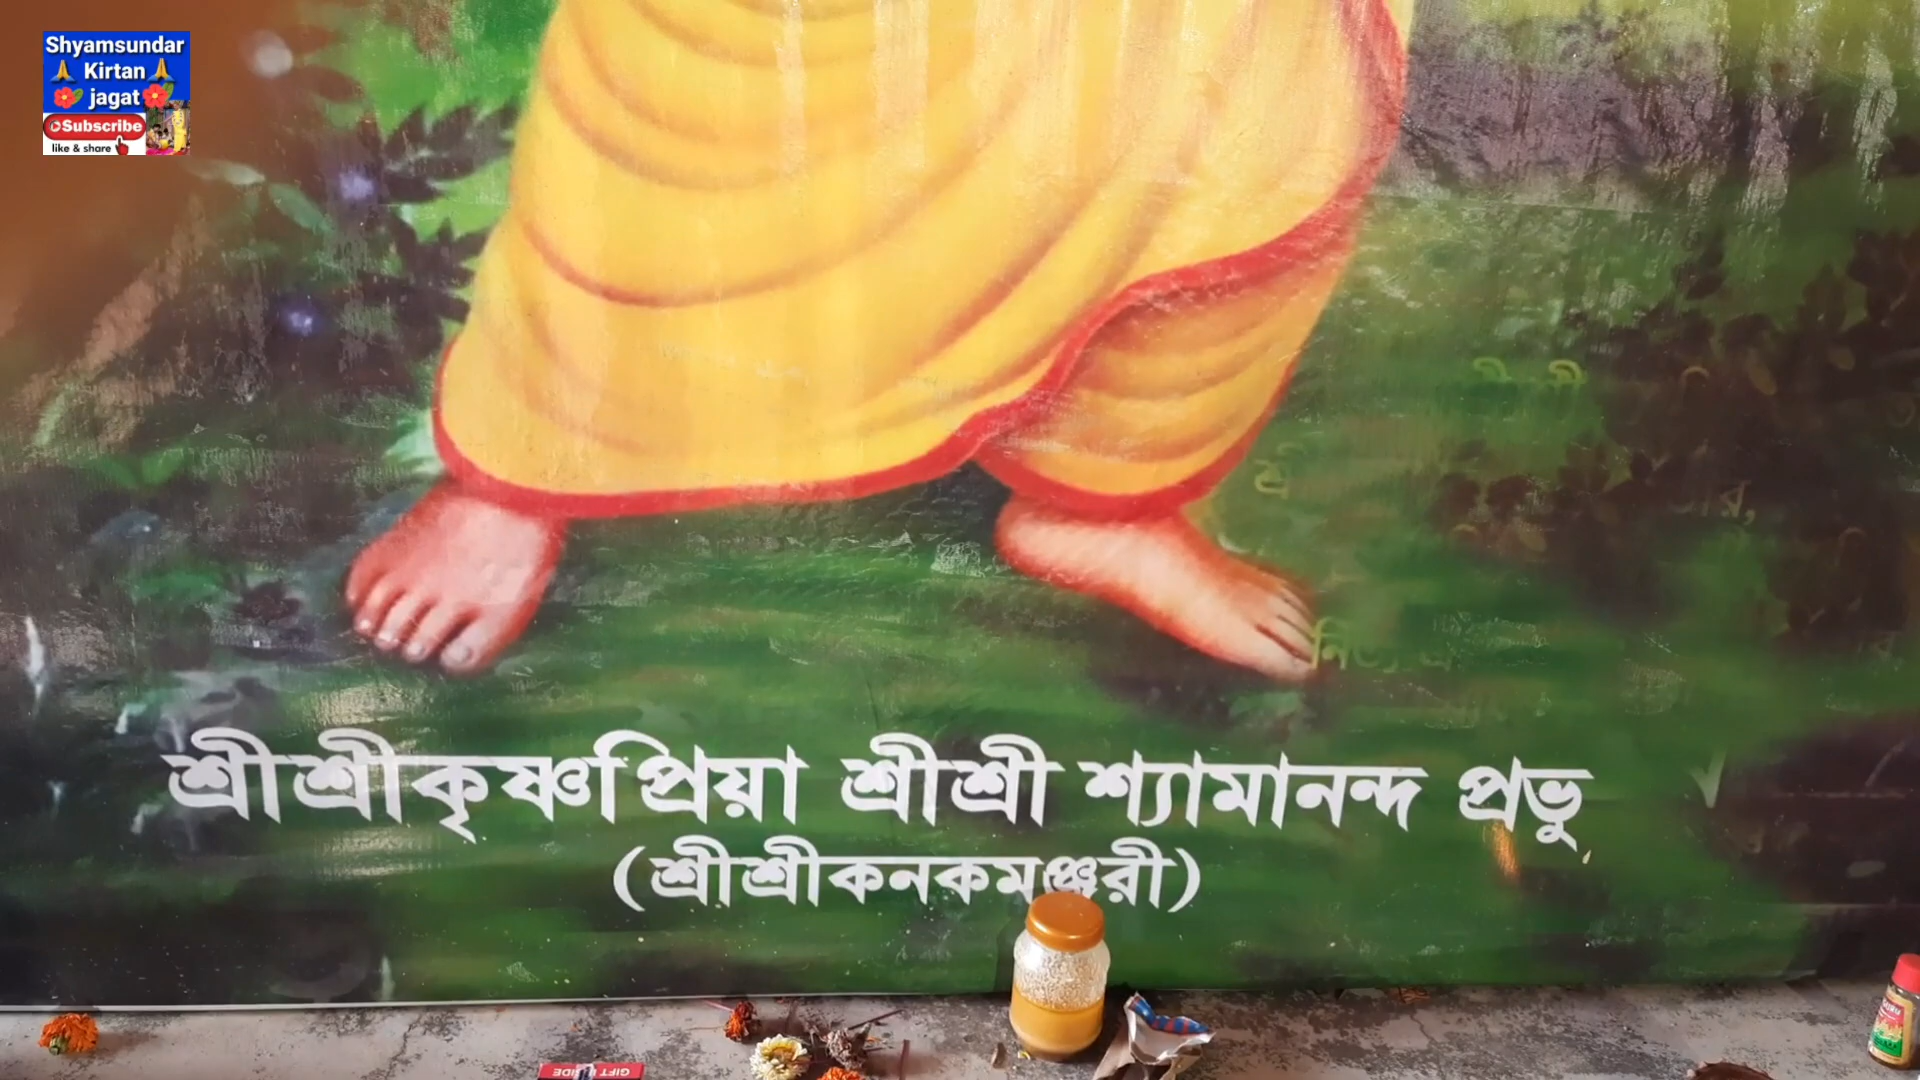 Shyamsundar
🙏 Kirtan 🙏
🌺 jagat 🌺
Subscribe
like & share
শ্রীশ্রীকৃষ্ণপ্রিয়া শ্রীশ্রী শ্যামানন্দ প্রভু
(শ্রীশ্রীকনকমঞ্জরী)